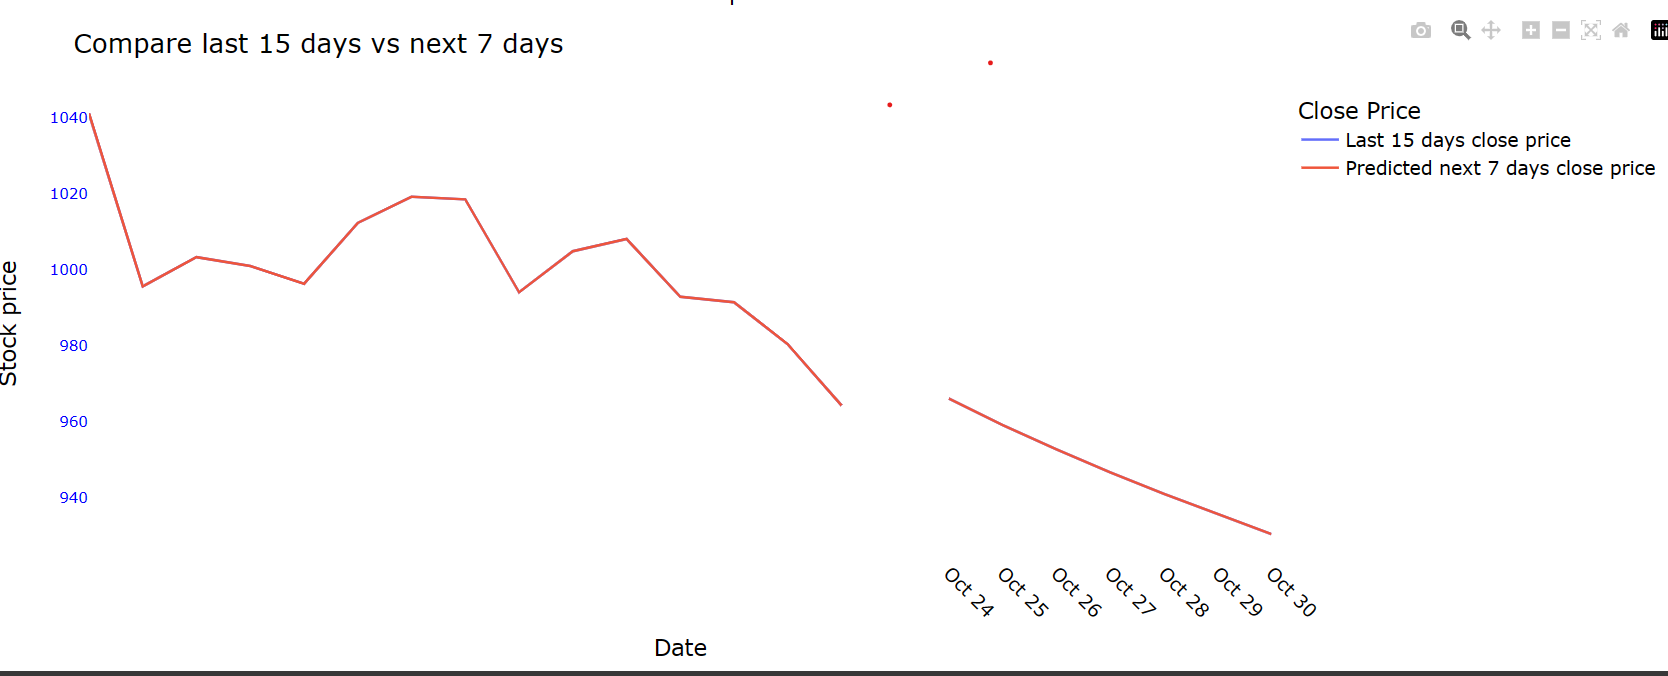 Compare last 15 days vs next 7 days
Close Price
Last 15 days close price
Predicted next 7 days close price
1040
1020
1000
980
960
940
Stock price
Oct 24
Oct 25
Oct 26
Oct 27
Oct 28
Oct 29
Oct 30
Date